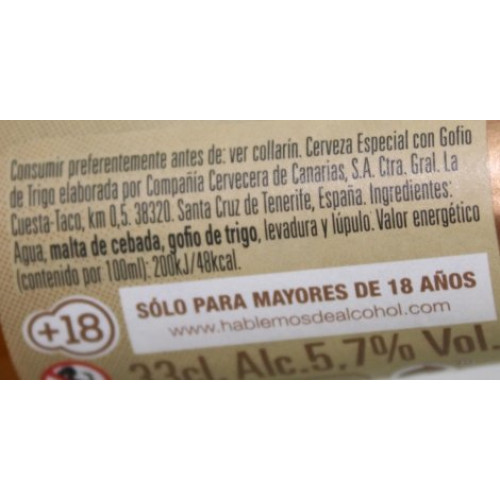 Consumir preferentemente antes de: ver collarin. Cerveza Especial con Gofio
de Trigo elaborada por Compañia Cervecera de Canarias, S.A. Ctra. Gral. La
Cuesta-Taco, km 0,5. 38320. Santa Cruz de Tenerife, España. Ingredientes:
Agua, malta de cebada, gofio de trigo, levadura y lúpulo. Valor energético
(contenido por 100ml): 200kJ/48kcal.
+18
SÓLO PARA MAYORES DE 18 AÑOS
www.hablemosdealcohol.com
33cl. Alc.5,7% Vol.